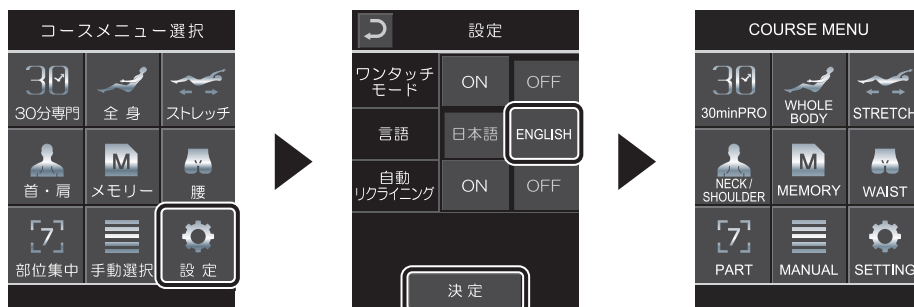 コースメニュー選択
30
30分専門
全 身
ストレッチ
首・肩
M
メモリー
腰
7
部位集中
手動選択
設 定
設定
ワンタッチ
モード
ON
OFF
言語
日本語
ENGLISH
自動
リクライニング
ON
OFF
決 定
COURSE MENU
30
30minPRO
WHOLE
BODY
STRETCH
NECK /
SHOULDER
M
MEMORY
WAIST
7
PART
MANUAL
SETTING